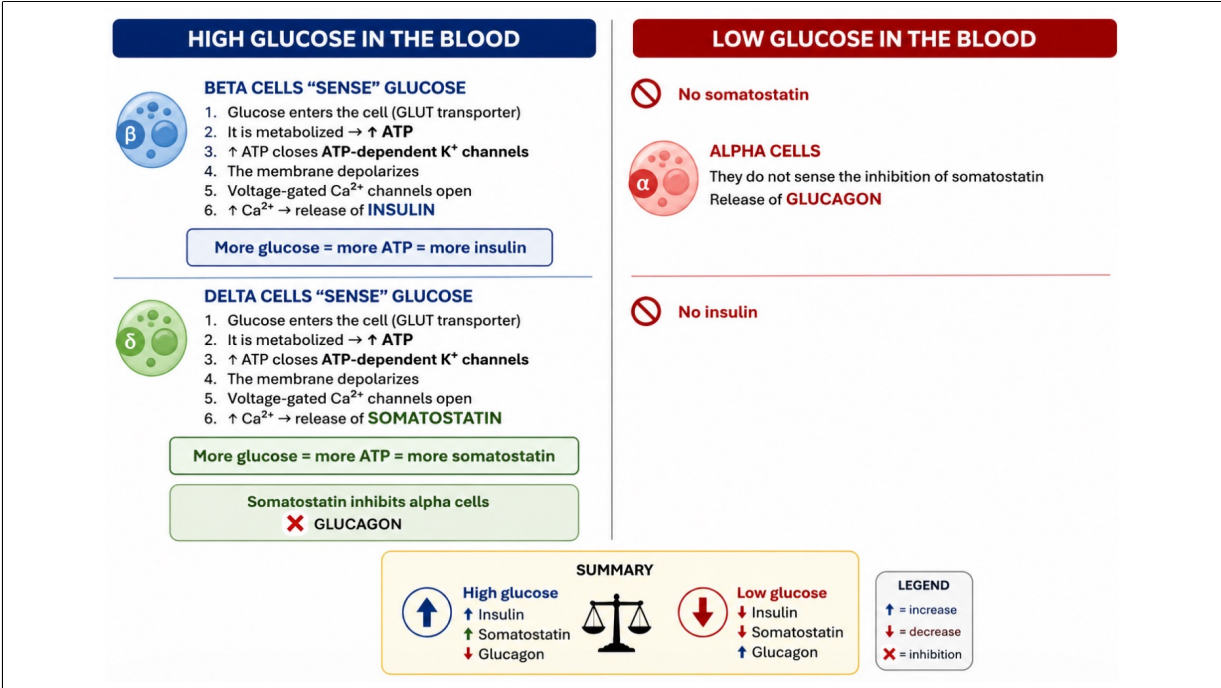 HIGH GLUCOSE IN THE BLOOD
β
BETA CELLS “SENSE” GLUCOSE
1. Glucose enters the cell (GLUT transporter)
2. It is metabolized → ↑ ATP
3. ↑ ATP closes ATP-dependent K⁺ channels
4. The membrane depolarizes
5. Voltage-gated Ca²⁺ channels open
6. ↑ Ca²⁺ → release of INSULIN
More glucose = more ATP = more insulin
δ
DELTA CELLS “SENSE” GLUCOSE
1. Glucose enters the cell (GLUT transporter)
2. It is metabolized → ↑ ATP
3. ↑ ATP closes ATP-dependent K⁺ channels
4. The membrane depolarizes
5. Voltage-gated Ca²⁺ channels open
6. ↑ Ca²⁺ → release of SOMATOSTATIN
More glucose = more ATP = more somatostatin
Somatostatin inhibits alpha cells
❌ GLUCAGON
LOW GLUCOSE IN THE BLOOD
No somatostatin
α
ALPHA CELLS
They do not sense the inhibition of somatostatin
Release of GLUCAGON
No insulin
SUMMARY
High glucose
↑ Insulin
↑ Somatostatin
↓ Glucagon
Low glucose
↓ Insulin
↓ Somatostatin
↑ Glucagon
LEGEND
↑ = increase
↓ = decrease
❌ = inhibition